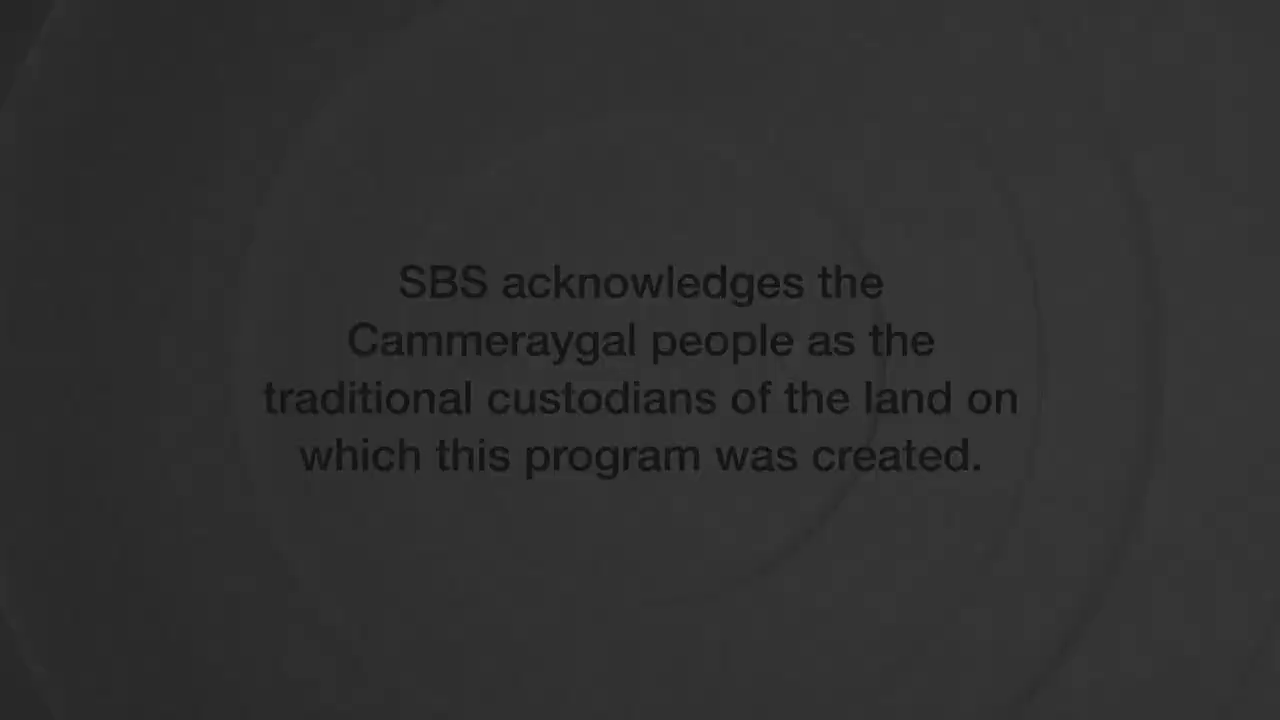 SBS acknowledges the
Cammeraygal people as the
traditional custodians of the land on
which this program was created.